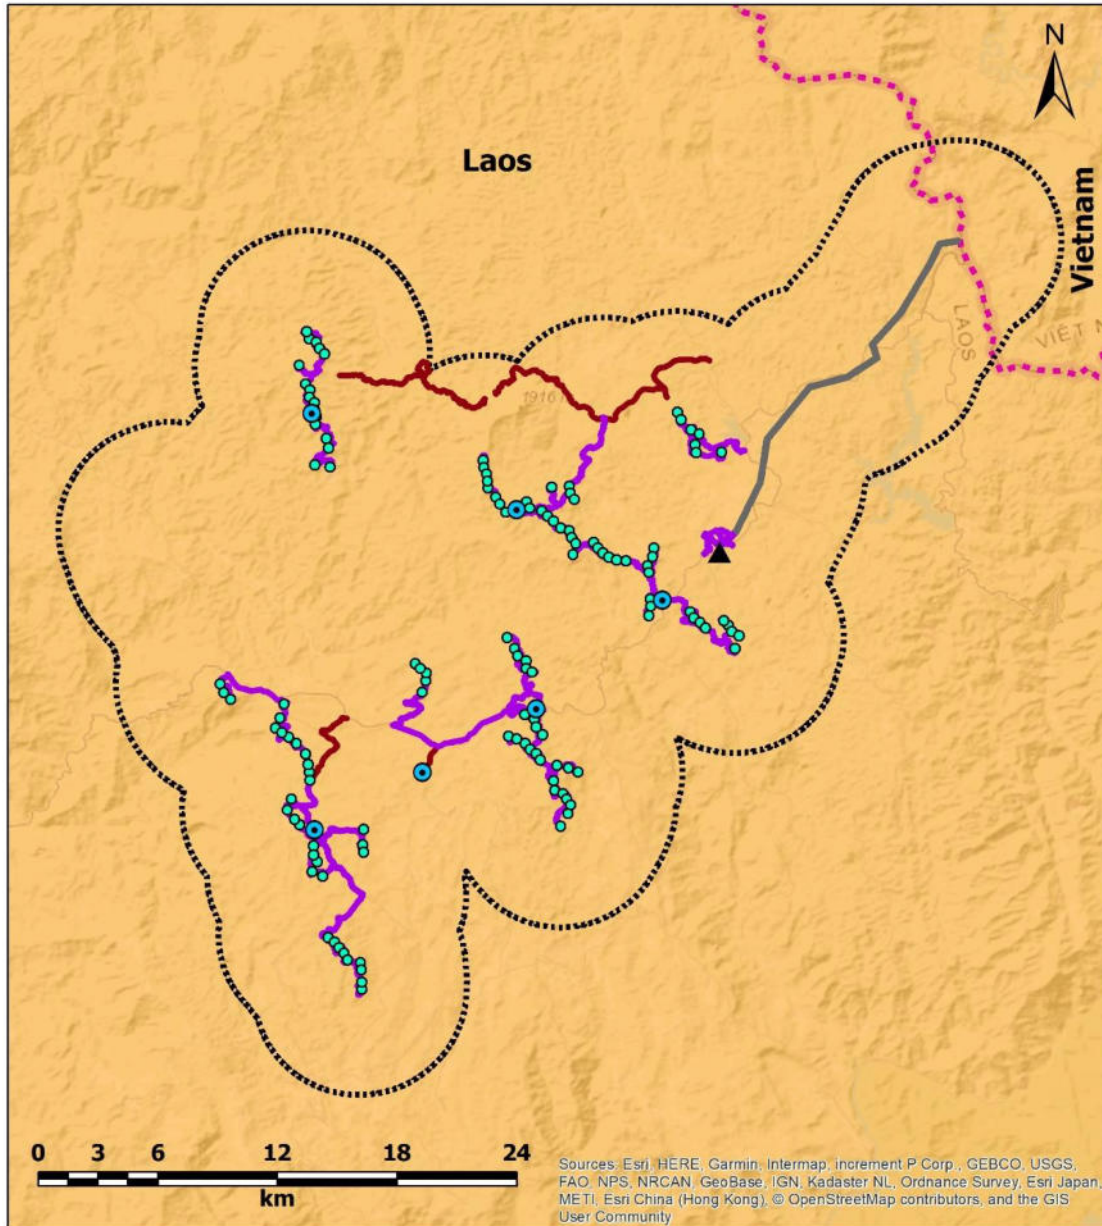 N
Laos
Vietnam
1916
LAOS
VIÊT N
0 3 6 12 18 24
km
Sources: Esri, HERE, Garmin, Intermap, increment P Corp., GEBCO, USGS,
FAO, NPS, NRCAN, GeoBase, IGN, Kadaster NL, Ordnance Survey, Esri Japan,
METI, Esri China (Hong Kong), © OpenStreetMap contributors, and the GIS
User Community